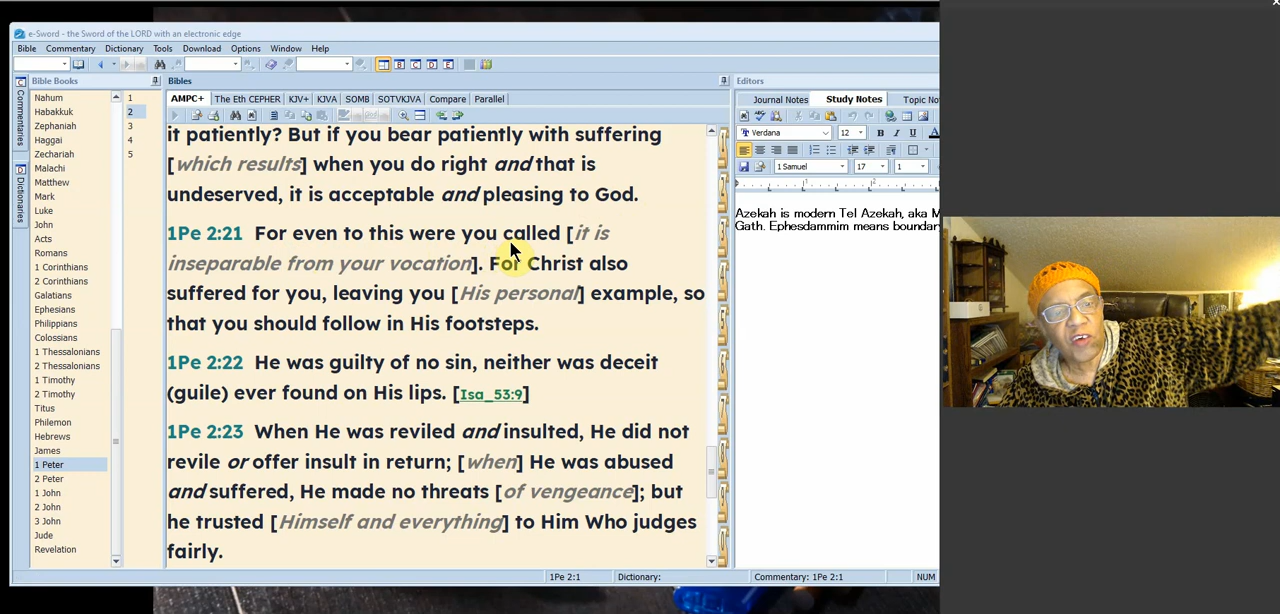 e-Sword - the Sword of the LORD with an electronic edge
Bible Commentary Dictionary Tools Download Options Window Help
Bible Books
Commentaries
Dictionaries
Nahum
Habakkuk
Zephaniah
Haggai
Zechariah
Malachi
Matthew
Mark
Luke
John
Acts
Romans
1 Corinthians
2 Corinthians
Galatians
Ephesians
Philippians
Colossians
1 Thessalonians
2 Thessalonians
1 Timothy
2 Timothy
Titus
Philemon
Hebrews
James
1 Peter
2 Peter
1 John
2 John
3 John
Jude
Revelation
1
2
3
4
5
Bibles
AMPC+ The Eth CEPHER KJV+ KJVA SOMB SOTVKJVA Compare Parallel
it patiently? But if you bear patiently with suffering
[which results] when you do right and that is
undeserved, it is acceptable and pleasing to God.
1Pe 2:21 For even to this were you called [it is
inseparable from your vocation]. For Christ also
suffered for you, leaving you [His personal] example, so
that you should follow in His footsteps.
1Pe 2:22 He was guilty of no sin, neither was deceit
(guile) ever found on His lips. [Isa_53:9]
1Pe 2:23 When He was reviled and insulted, He did not
revile or offer insult in return; [when] He was abused
and suffered, He made no threats [of vengeance]; but
he trusted [Himself and everything] to Him Who judges
fairly.
Editors
Journal Notes Study Notes Topic No
Verdana 12 B I U A
1 Samuel 17 1
1 2
Azekah is modern Tel Azekah, aka M
Gath. Ephesdammim means boundary
1Pe 2:1 Dictionary: Commentary: 1Pe 2:1 NUM